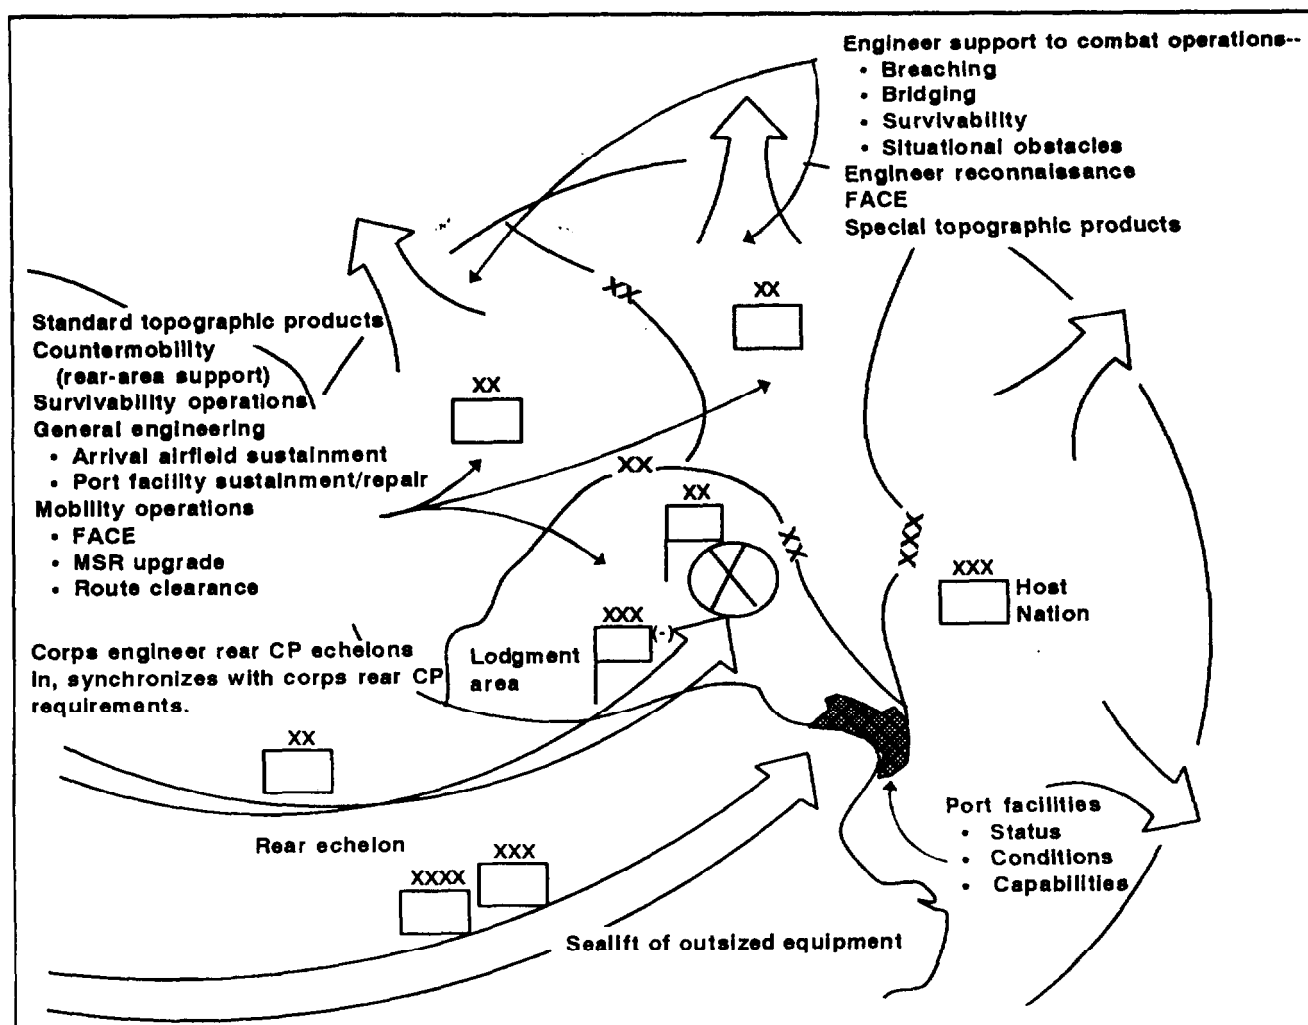 Engineer support to combat operations--
• Breaching
• Bridging
• Survivability
• Situational obstacles
Engineer reconnaissance
FACE
Special topographic products
XX
XX
Standard topographic products
Countermobility
(rear-area support)
Survivability operations
General engineering
• Arrival airfield sustainment
• Port facility sustainment/repair
Mobility operations
• FACE
• MSR upgrade
• Route clearance
XX
XX
XX
XX
XXX
XXX
Host
Nation
XXX
(-)
Lodgment
area
Corps engineer rear CP echelons
in, synchronizes with corps rear CP
requirements.
XX
Rear echelon
XXX
XXXX
Port facilities
• Status
• Conditions
• Capabilities
Sealift of outsized equipment